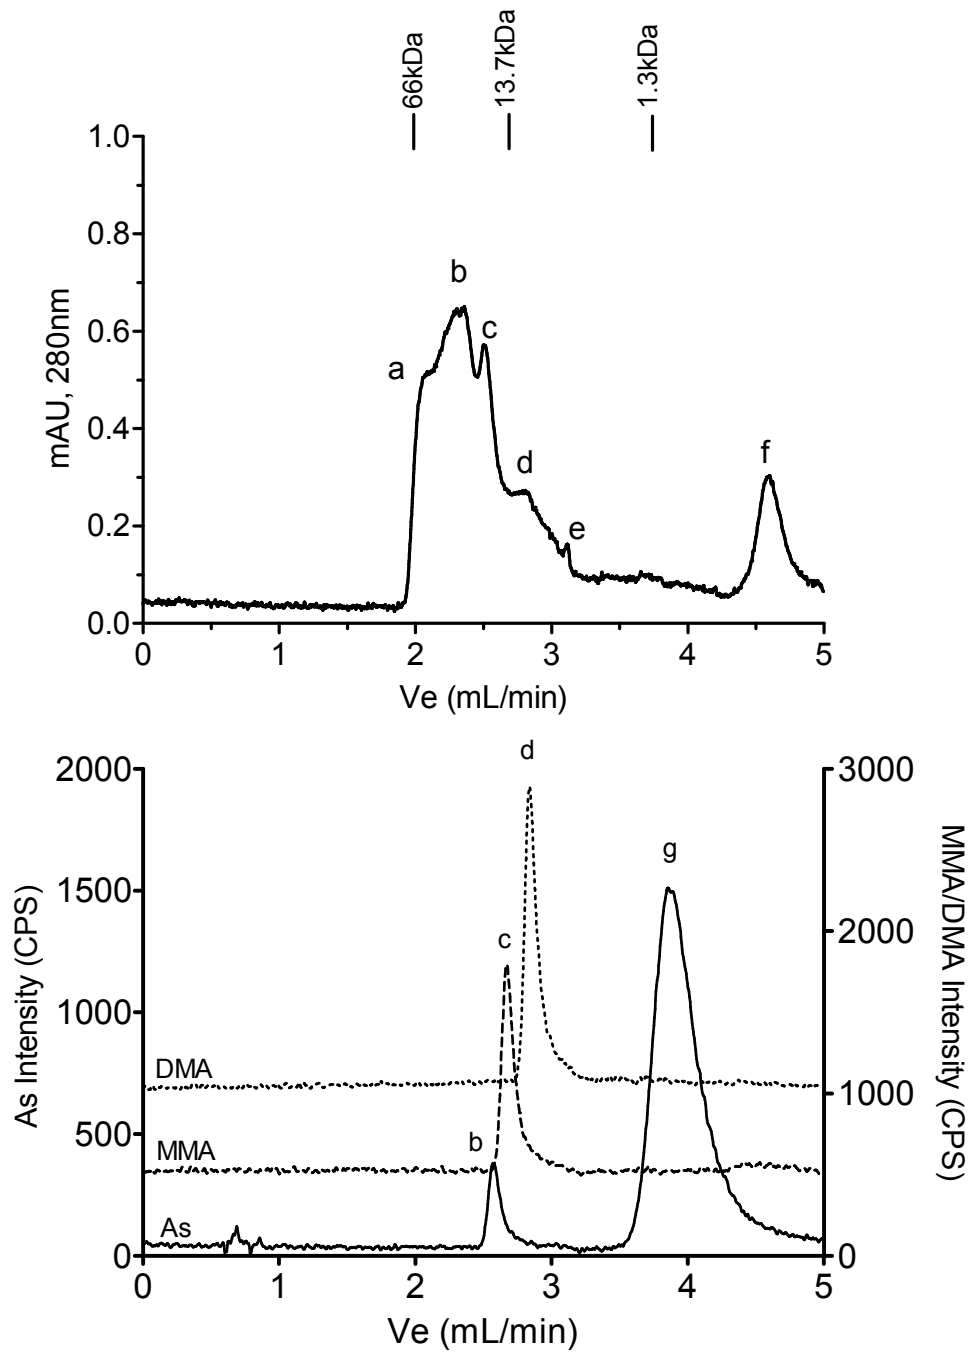 66kDa
13.7kDa
1.3kDa
1.0
0.8
0.6
0.4
0.2
0.0
mAU, 280nm
a
b
c
d
e
f
0 1 2 3 4 5
Ve (mL/min)
2000
1500
1000
500
0
As Intensity (CPS)
3000
2000
1000
0
MMA/DMA Intensity (CPS)
d
g
c
b
DMA
MMA
As
0 1 2 3 4 5
Ve (mL/min)